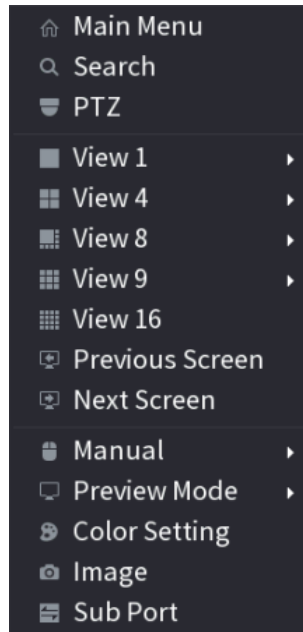 Main Menu
Search
PTZ
View 1
View 4
View 8
View 9
View 16
Previous Screen
Next Screen
Manual
Preview Mode
Color Setting
Image
Sub Port